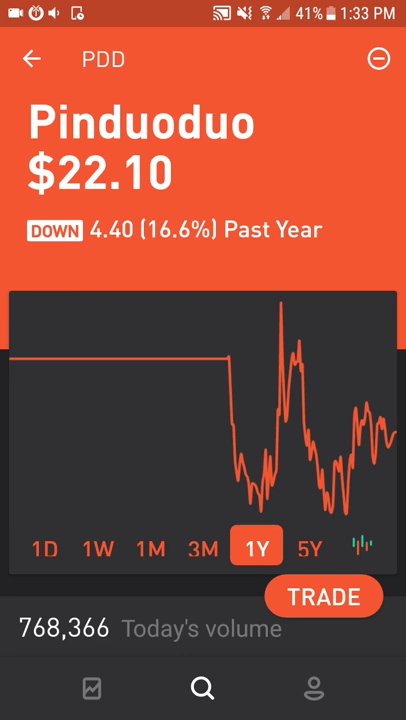 41% 1:33 PM
PDD
Pinduoduo
$22.10
DOWN 4.40 (16.6%) Past Year
1D 1W 1M 3M 1Y 5Y
TRADE
768,366 Today's volume